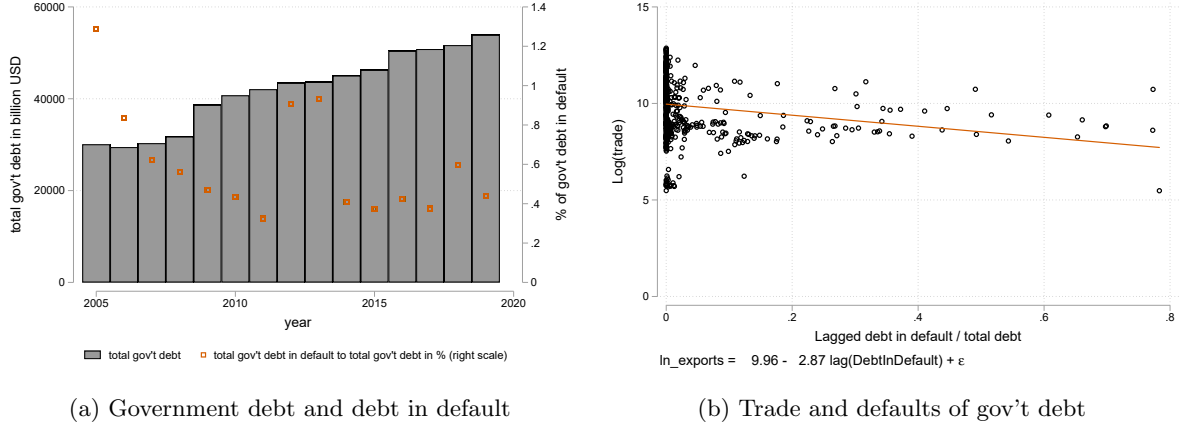 60000
40000
20000
0
total gov't debt in billion USD
1.4
1.2
1
.8
.6
.4
.2
0
% of gov't debt in default
2005 2010 2015 2020
year
total gov't debt total gov't debt in default to total gov't debt in % (right scale)
(a) Government debt and debt in default
15
10
5
0
Log(trade)
0 .2 .4 .6 .8
Lagged debt in default / total debt
ln_exports = 9.96 - 2.87 lag(DebtInDefault) + ε
(b) Trade and defaults of gov't debt